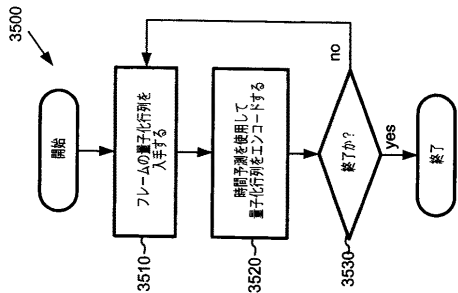 3500
開始
3510
フレームの量子化行列を
入手する
3520
時間予測を使用して
量子化行列をエンコードする
3530
終了か?
no
yes
終了